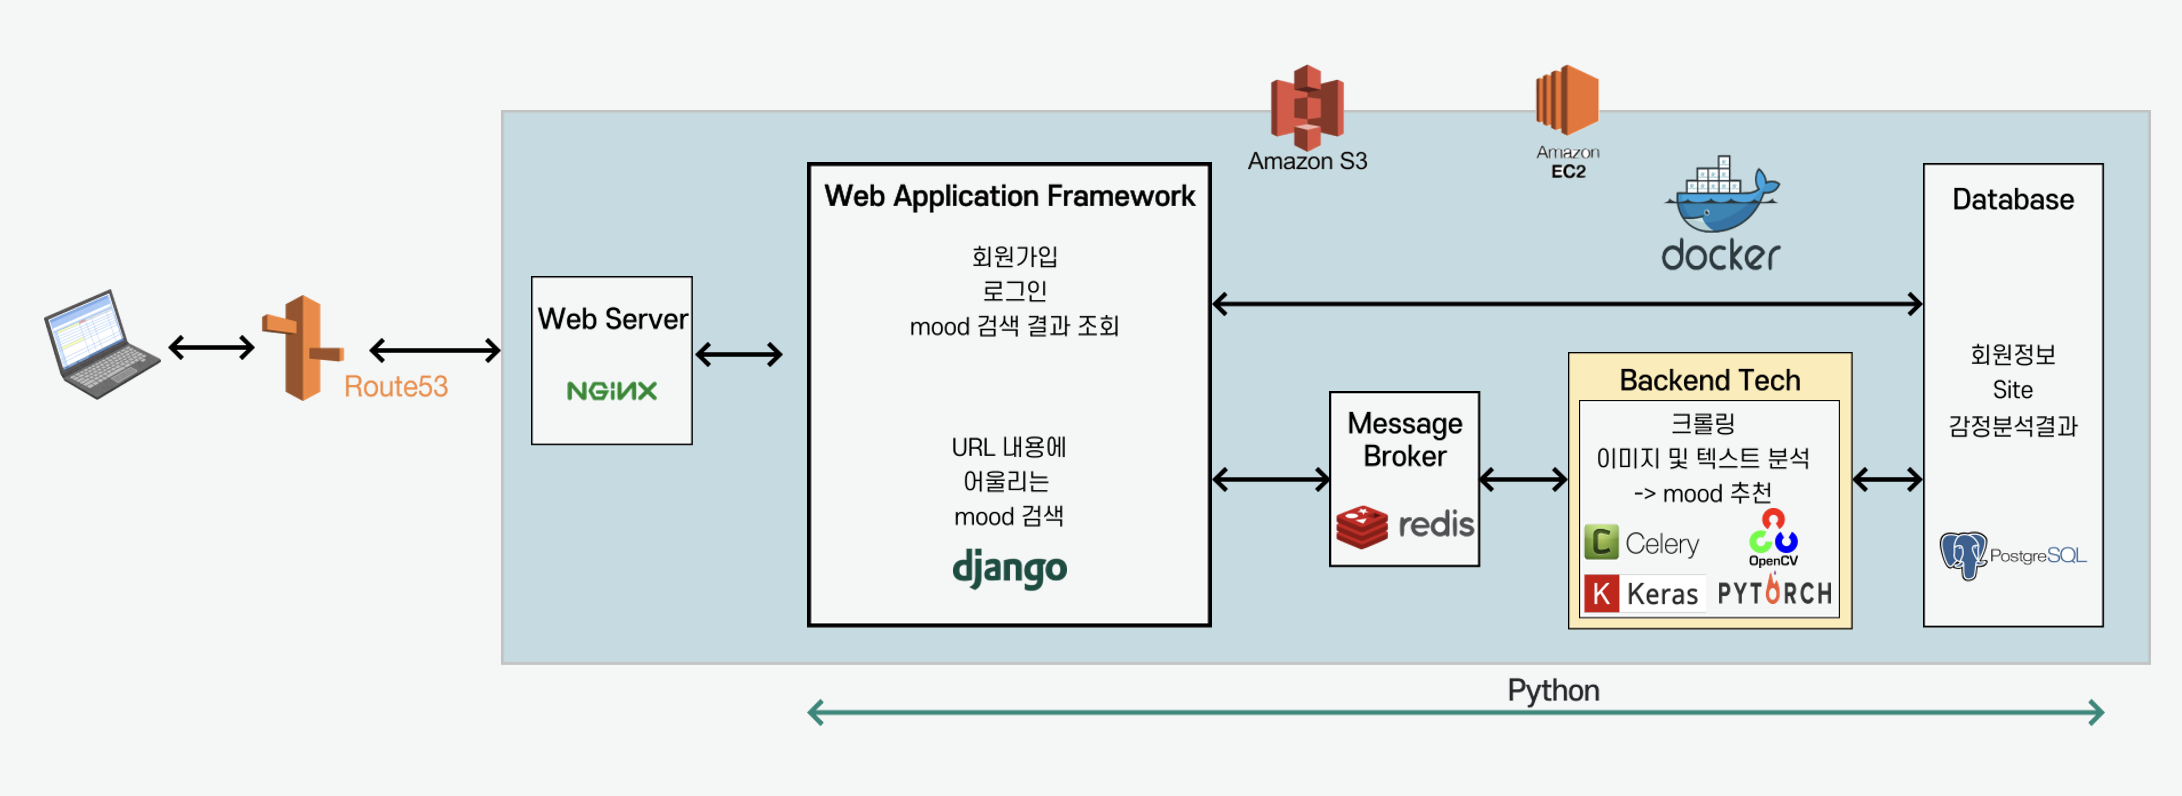 Amazon S3
Amazon
EC2
docker
Route53
Web Server
NGINX
Web Application Framework
회원가입
로그인
mood 검색 결과 조회
URL 내용에
어울리는
mood 검색
django
Message
Broker
redis
Backend Tech
크롤링
이미지 및 텍스트 분석
-> mood 추천
C Celery
OpenCV
K Keras
PYTORCH
Database
회원정보
Site
감정분석결과
PostgreSQL
Python